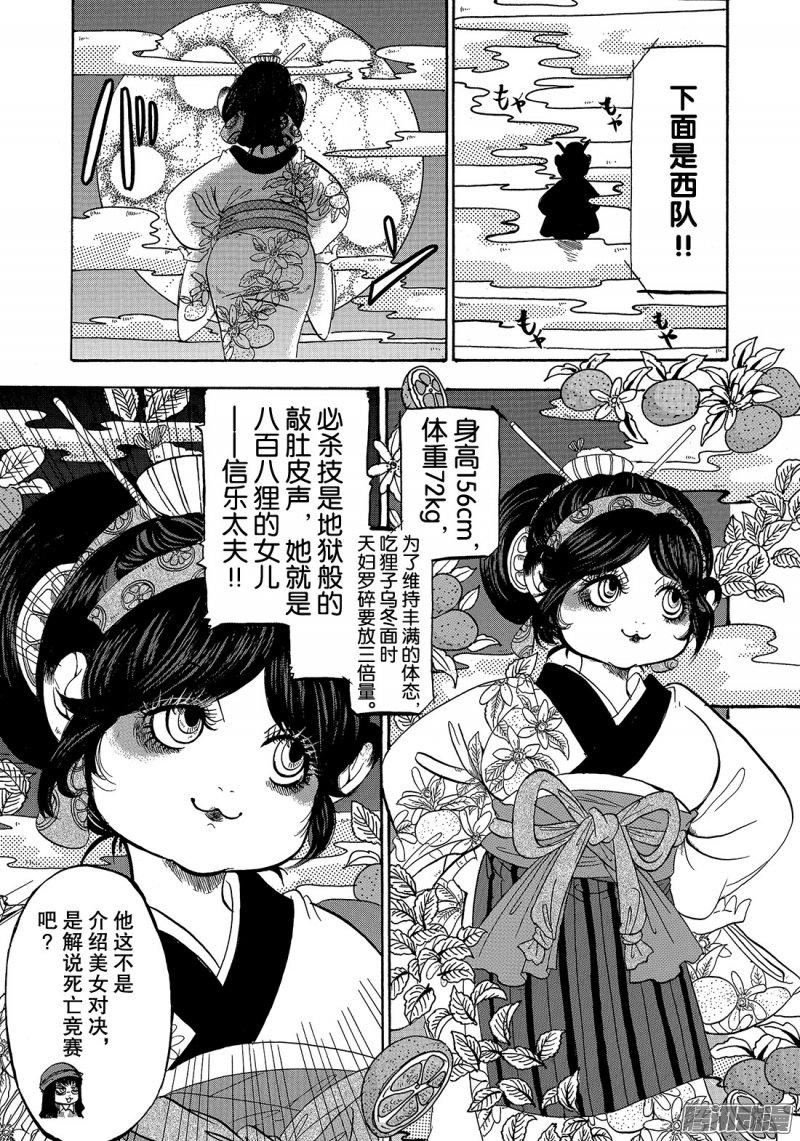 下面是西队!!
もや
もや
もや
もや
身高156cm，
体重72kg，
为了维持丰满的体态，
吃狸子乌冬面时
天妇罗碎要放三倍量。
必杀技是地狱般的
敲肚皮声，她就是
八百八狸的女儿
——信乐太夫!!
他这不是
介绍美女对决，
是解说死亡竞赛
吧？
腾讯动漫